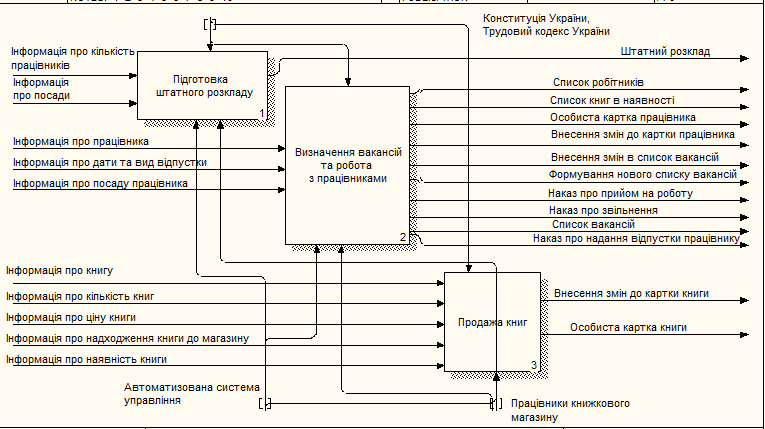 Конституція України,
Трудовий кодекс України
Інформація про кількість
працівників
Інформація
про посади
Підготовка
штатного розкладу
1
Штатний розклад
Список робітників
Список книг в наявності
Особиста картка працівника
Внесення змін до картки працівника
Внесення змін в список вакансій
Формування нового списку вакансій
Наказ про прийом на роботу
Наказ про звільнення
Список вакансій
Наказ про надання відпустки працівнику
Інформація про працівника
Інформація про дати та вид відпустки
Інформація про посаду працівника
Визначення вакансій
та робота
з працівниками
2
Інформація про книгу
Інформація про кількість книг
Інформація про ціну книги
Інформація про надходження книги до магазину
Інформація про наявність книги
Продажа книг
3
Внесення змін до картки книги
Особиста картка книги
Автоматизована система
управління
Працівники книжкового
магазину